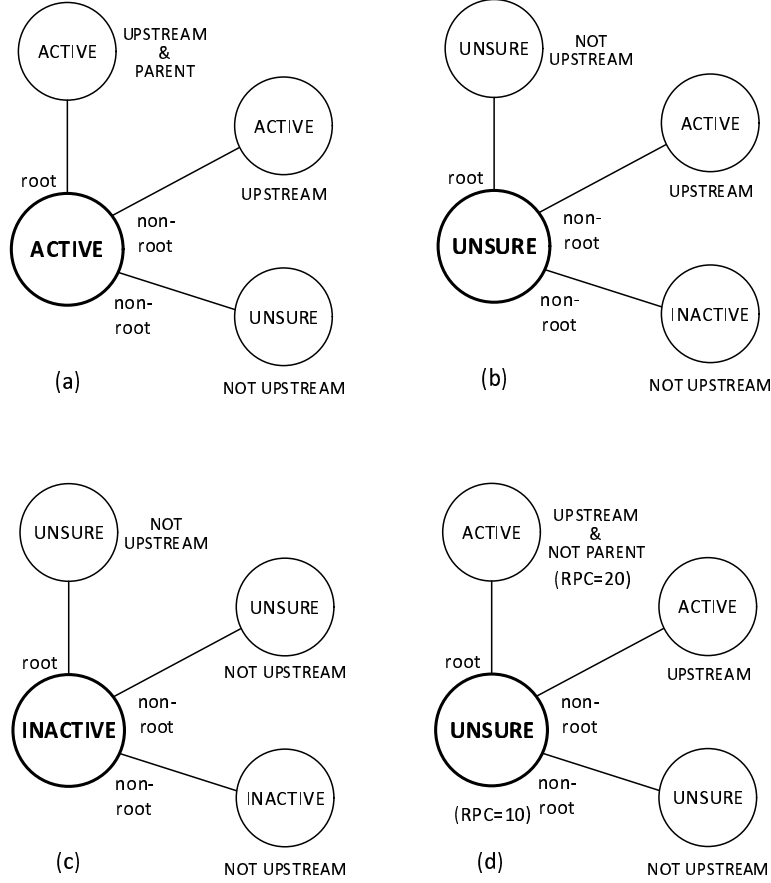 ACTIVE
UPSTREAM
&
PARENT
ACTIVE
UPSTREAM
root
ACTIVE
non-
root
non-
root
UNSURE
NOT UPSTREAM
(a)
UNSURE
NOT
UPSTREAM
ACTIVE
UPSTREAM
root
UNSURE
non-
root
non-
root
INACTIVE
NOT UPSTREAM
(b)
UNSURE
NOT
UPSTREAM
UNSURE
NOT UPSTREAM
root
INACTIVE
non-
root
non-
root
INACTIVE
NOT UPSTREAM
(c)
ACTIVE
UPSTREAM
&
NOT PARENT
(RPC=20)
ACTIVE
UPSTREAM
root
UNSURE
non-
root
non-
root
(RPC=10)
UNSURE
NOT UPSTREAM
(d)